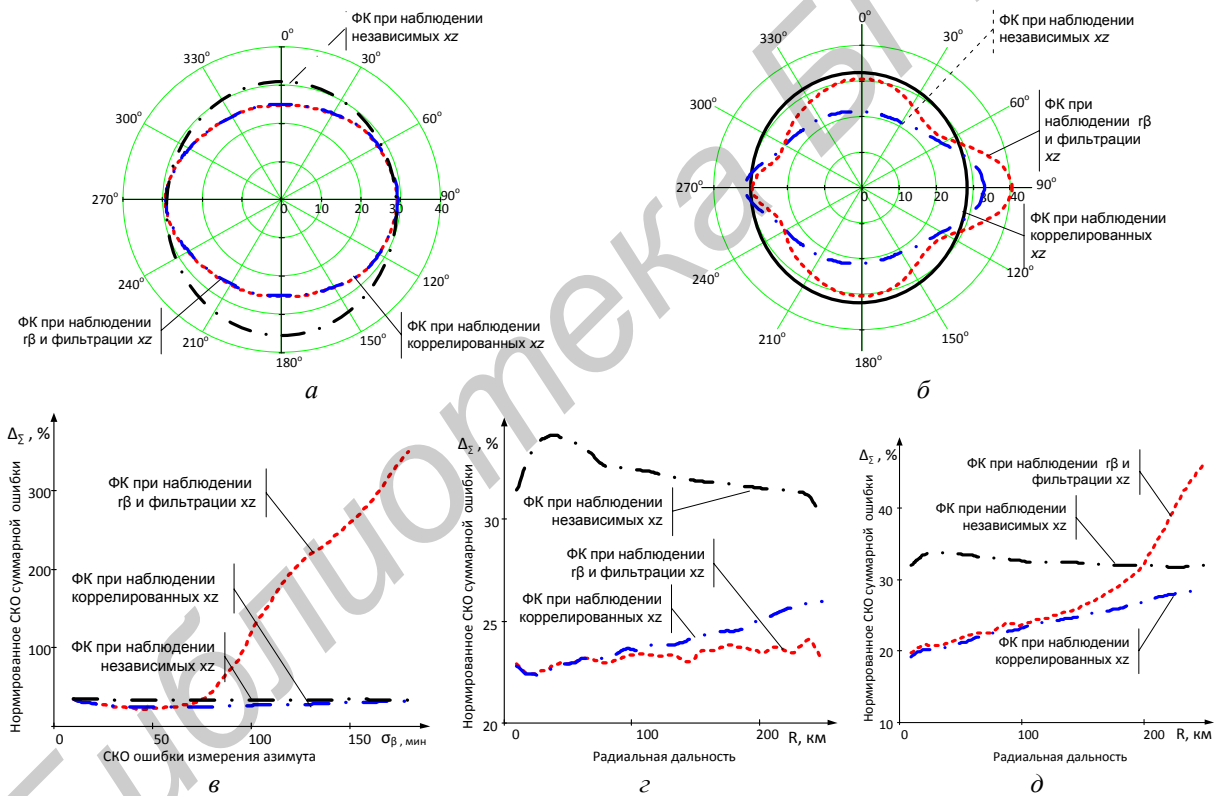 ФК при наблюдении
независимых xz
0°
30°
60°
90°
120°
150°
180°
210°
240°
270°
300°
330°
0 10 20 30 40
ФК при наблюдении
rβ и фильтрации xz
ФК при наблюдении
коррелированных xz
а
ФК при наблюдении
независимых xz
0°
30°
60°
90°
120°
150°
180°
210°
240°
270°
300°
330°
0 10 20 30 40
ФК при
наблюдении rβ
и фильтрации
xz
ФК при наблюдении
коррелированных
xz
б
ΔΣ , %
Нормированное СКО суммарной ошибки
300
200
100
0 50 100 150 σβ , мин
СКО ошибки измерения азимута
ФК при наблюдении
rβ и фильтрации xz
ФК при наблюдении
коррелированных xz
ФК при наблюдении
независимых xz
в
ΔΣ , %
Нормированное СКО суммарной ошибки
30
25
20
0 100 200 R, км
Радиальная дальность
ФК при наблюдении
независимых xz
ФК при наблюдении
rβ и фильтрации xz
ФК при наблюдении
коррелированных xz
г
ΔΣ , %
Нормированное СКО суммарной ошибки
40
30
20
10
0 100 200 R, км
Радиальная дальность
ФК при наблюдении rβ и
фильтрации xz
ФК при наблюдении
независимых xz
ФК при наблюдении
коррелированных xz
д
библиотека БГ